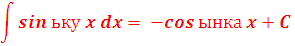 ∫ sin ьку x dx = −cos ынка x + C